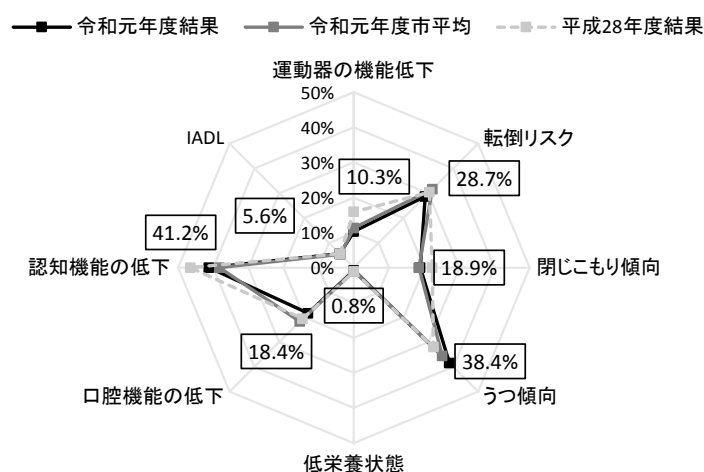 令和元年度結果 令和元年度市平均 平成28年度結果
運動器の機能低下
50%
40%
30%
20%
10%
0%
IADL
転倒リスク
10.3%
28.7%
5.6%
41.2%
認知機能の低下
18.9%
閉じこもり傾向
0.8%
18.4%
38.4%
口腔機能の低下
うつ傾向
低栄養状態